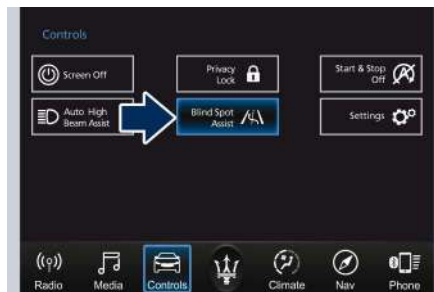 Controls
Screen Off
Privacy
Lock
Start & Stop
Off
Auto High
Beam Assist
Blind Spot
Assist
Settings
Radio
Media
Controls
Climate
Nav
Phone